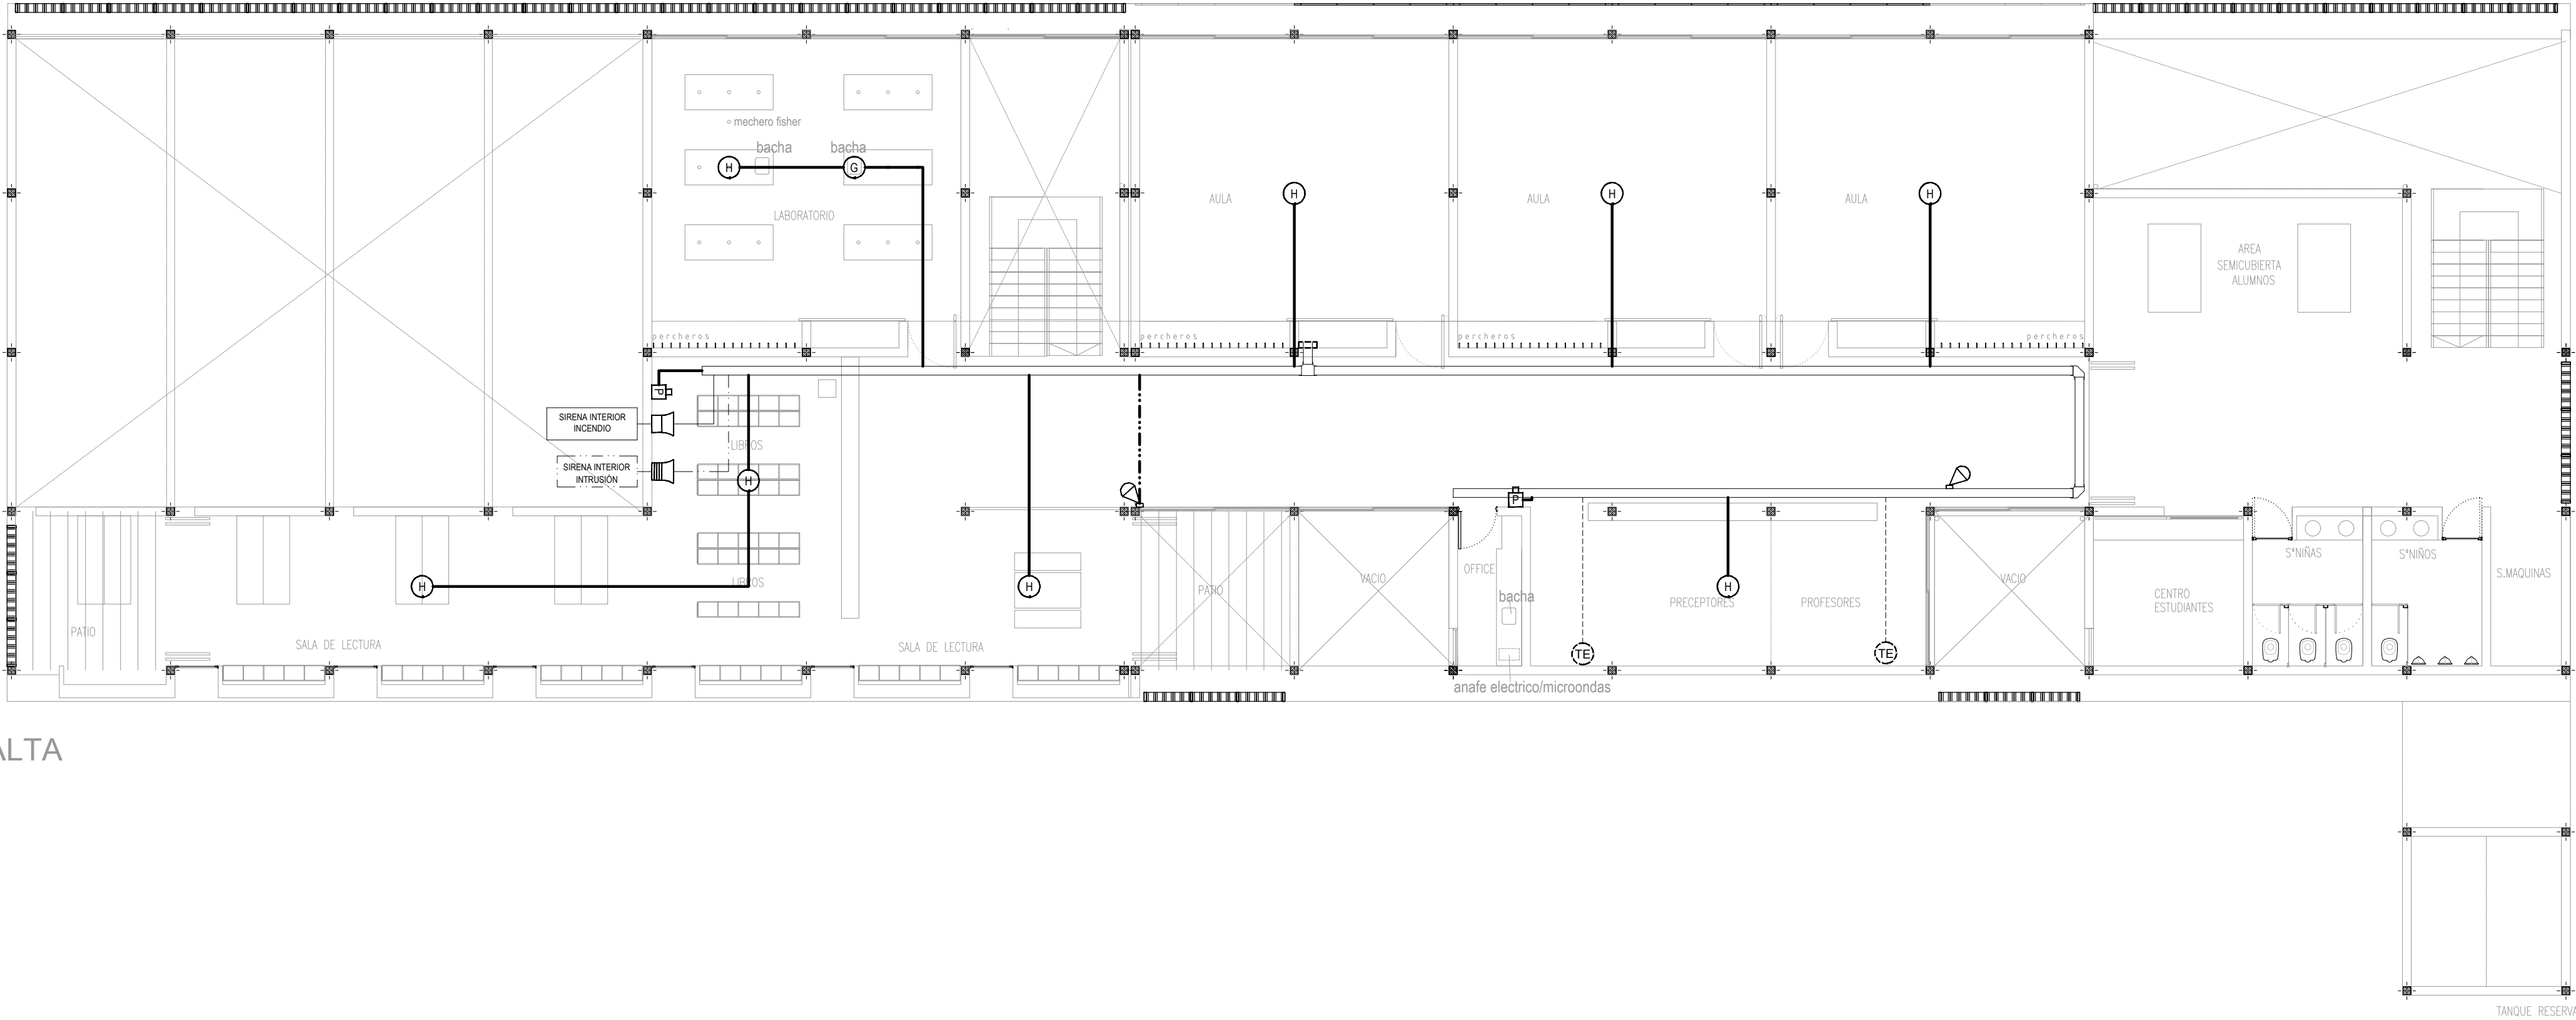 mechero fisher
bacha
bacha
H
G
LABORATORIO
H
AULA
H
AULA
H
AULA
AREA
SEMICUBIERTA
ALUMNOS
percheros
percheros
percheros
percheros
P
SIRENA INTERIOR
INCENDIO
LIBROS
SIRENA INTERIOR
INTRUSIÓN
H
P
H
LIBROS
H
OFFICE
bacha
PATIO
VACIO
H
PRECEPTORES
PROFESORES
VACIO
CENTRO
ESTUDIANTES
S°NIÑAS
S°NIÑOS
S.MAQUINAS
PATIO
SALA DE LECTURA
SALA DE LECTURA
TE
TE
anafe electrico/microondas
ALTA
TANQUE RESERVA